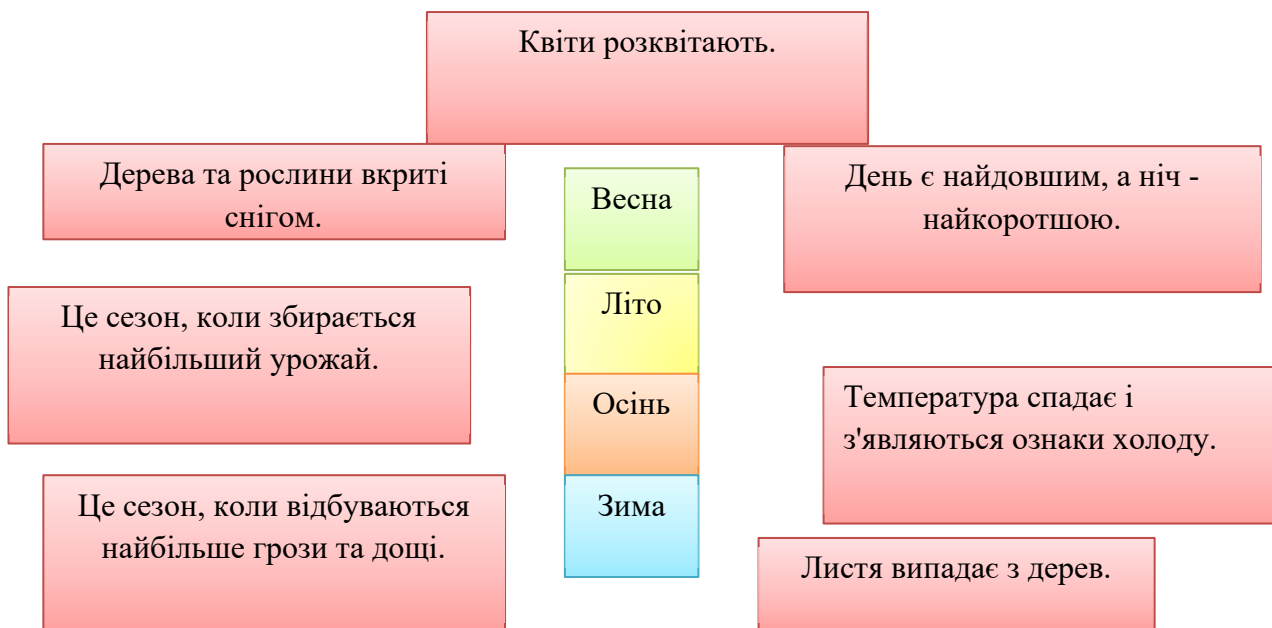 Квіти розквітають.
Дерева та рослини вкриті
снігом.
Весна
День є найдовшим, а ніч -
найкоротшою.
Це сезон, коли збирається
найбільший урожай.
Літо
Осінь
Температура спадає і
з'являються ознаки холоду.
Це сезон, коли відбуваються
найбільше грози та дощі.
Зима
Листя випадає з дерев.